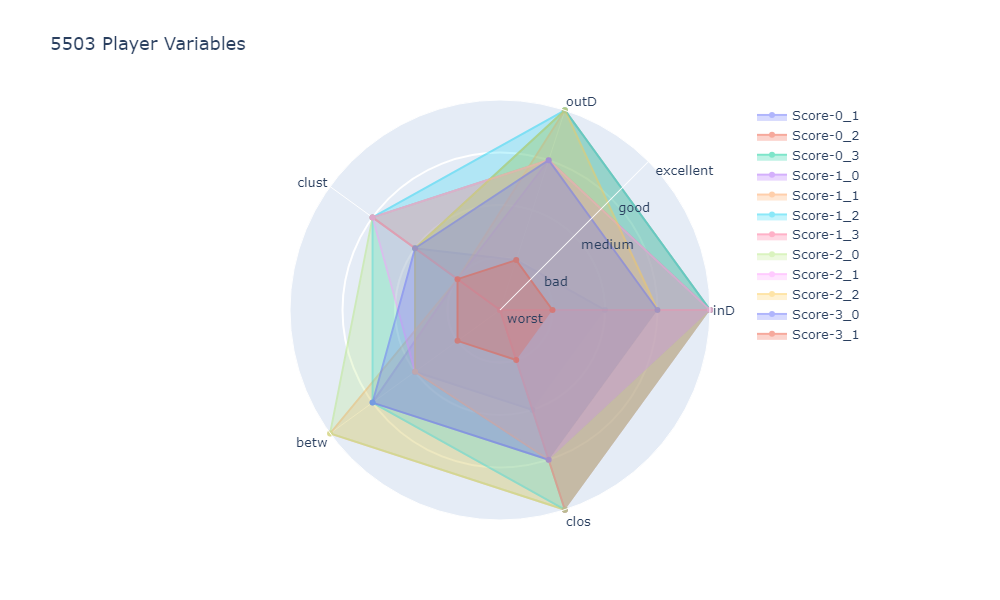 5503 Player Variables
outD
clust
excellent
good
medium
bad
worst
inD
betw
clos
Score-0_1
Score-0_2
Score-0_3
Score-1_0
Score-1_1
Score-1_2
Score-1_3
Score-2_0
Score-2_1
Score-2_2
Score-3_0
Score-3_1